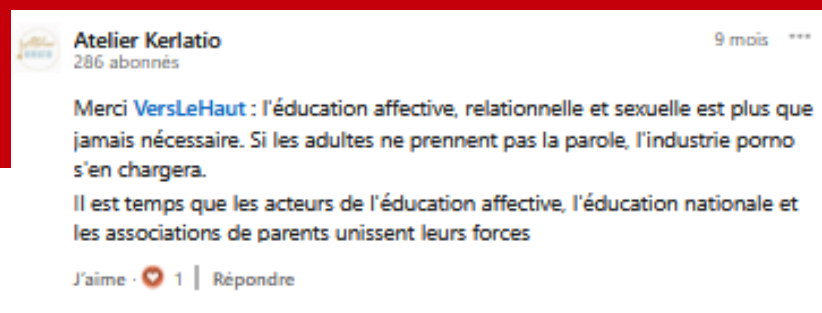 Atelier Kerlatio
9 mois ...
286 abonnés
Merci VersLeHaut : l'éducation affective, relationnelle et sexuelle est plus que
jamais nécessaire. Si les adultes ne prennent pas la parole, l'industrie porno
s'en chargera.
Il est temps que les acteurs de l'éducation affective, l'éducation nationale et
les associations de parents unissent leurs forces
J'aime · 1 | Répondre